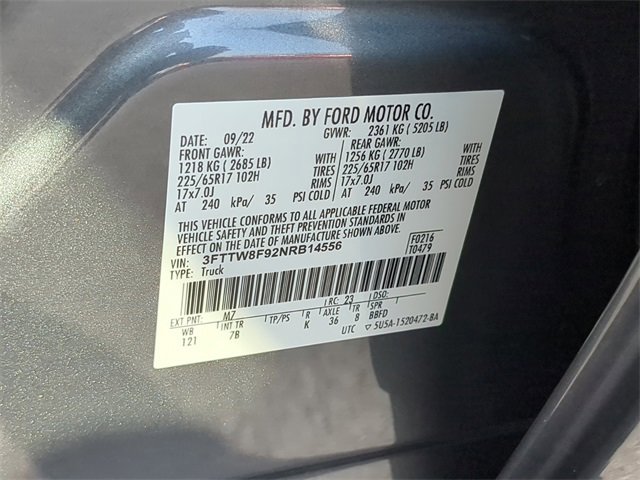 MFD. BY FORD MOTOR CO.
DATE: 09/22 GVWR: 2361 KG ( 5205 LB)
FRONT GAWR: REAR GAWR:
1218 KG ( 2685 LB) WITH 1256 KG ( 2770 LB) WITH
225/65R17 102H TIRES 225/65R17 102H TIRES
17x7.0J RIMS 17x7.0J RIMS
AT 240 kPa/ 35 PSI COLD AT 240 kPa/ 35 PSI COLD
THIS VEHICLE CONFORMS TO ALL APPLICABLE FEDERAL MOTOR
VEHICLE SAFETY AND BUMPER STANDARDS IN EFFECT ON THE DATE
OF MANUFACTURE SHOWN ABOVE.
VIN: 3FTTW8F92NRB14556 F0216
TYPE: Truck T0479
EXT PNT: M7 RC: 23 DSO:
WB INT TR TP/PS R AXLE TR SPR
121 7B K 36 8 BBFD
UTC ▽ 5U5A-1520472-BA